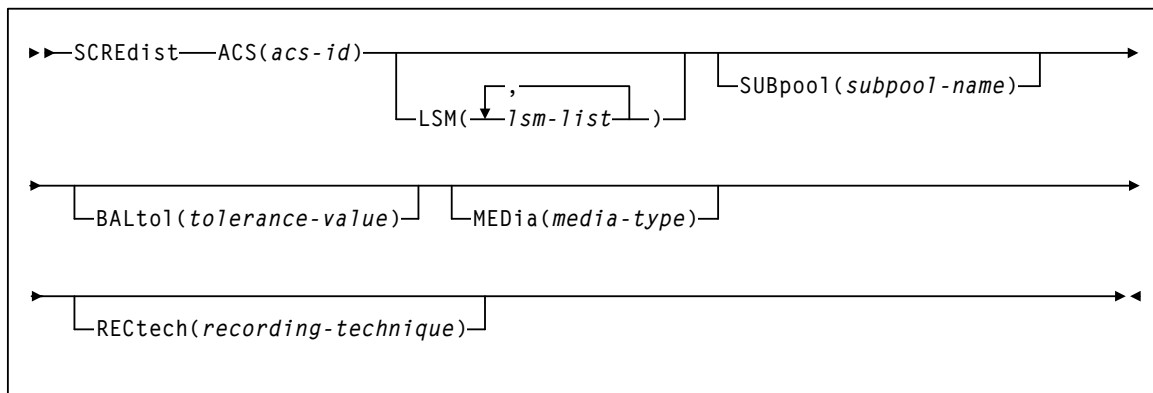 SCREdist ACS(acs-id)
,
LSM( lsm-list )
SUBpool(subpool-name)
BALtol(tolerance-value)
MEDia(media-type)
RECtech(recording-technique)